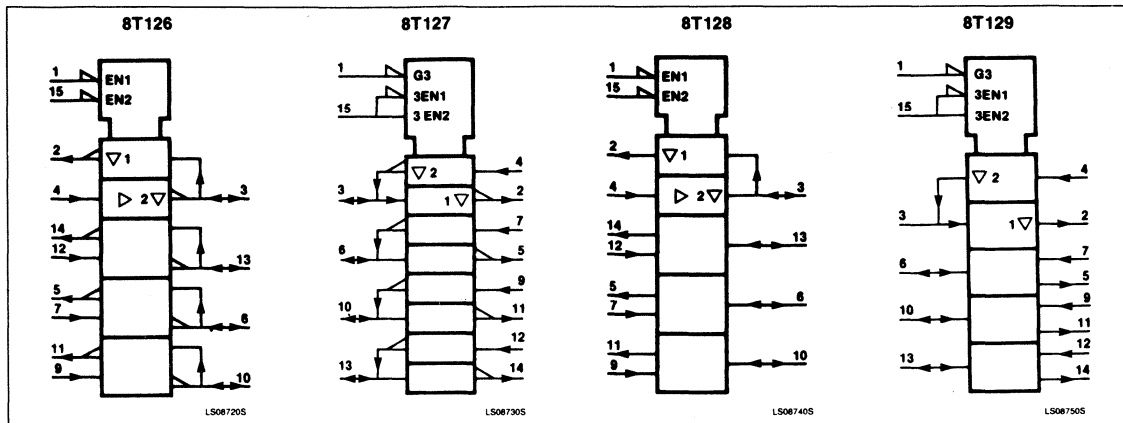 8T126
1 EN1
15 EN2
2 ▽ 1
4 ▷ 2 ▽ 3
14
12 13
5
7 6
11
9 10
LS08720S
8T127
1 G3
3EN1
15 3 EN2
▽ 2 4
3 1 ▽ 2
7
6 5
9
10 11
12
13 14
LS08730S
8T128
1 EN1
15 EN2
2 ▽ 1
4 ▷ 2 ▽ 3
14 13
12
5 6
7
11 10
9
LS08740S
8T129
1 G3
3EN1
15 3EN2
▽ 2 4
3 1 ▽ 2
7
6 5
9
10 11
12
13 14
LS08750S